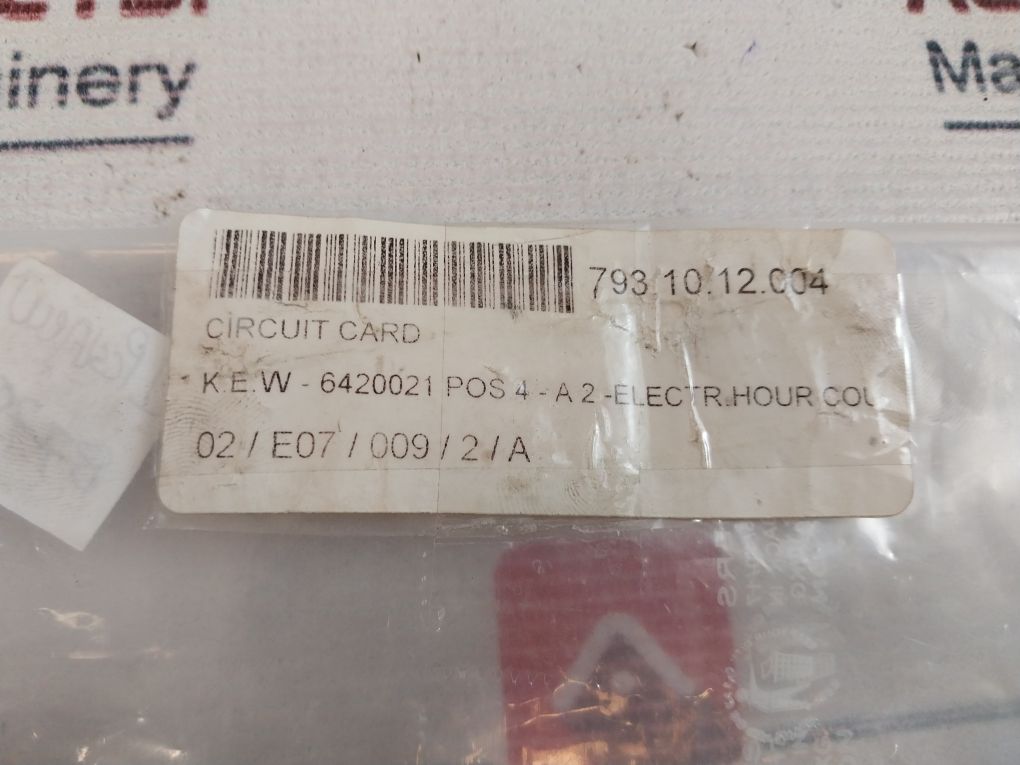 inery
Ma
793.10.12.004
CIRCUIT CARD
K.E.W - 6420021 POS 4 - A 2 -ELECTR.HOUR COU
02 / E07 / 009 / 2 / A